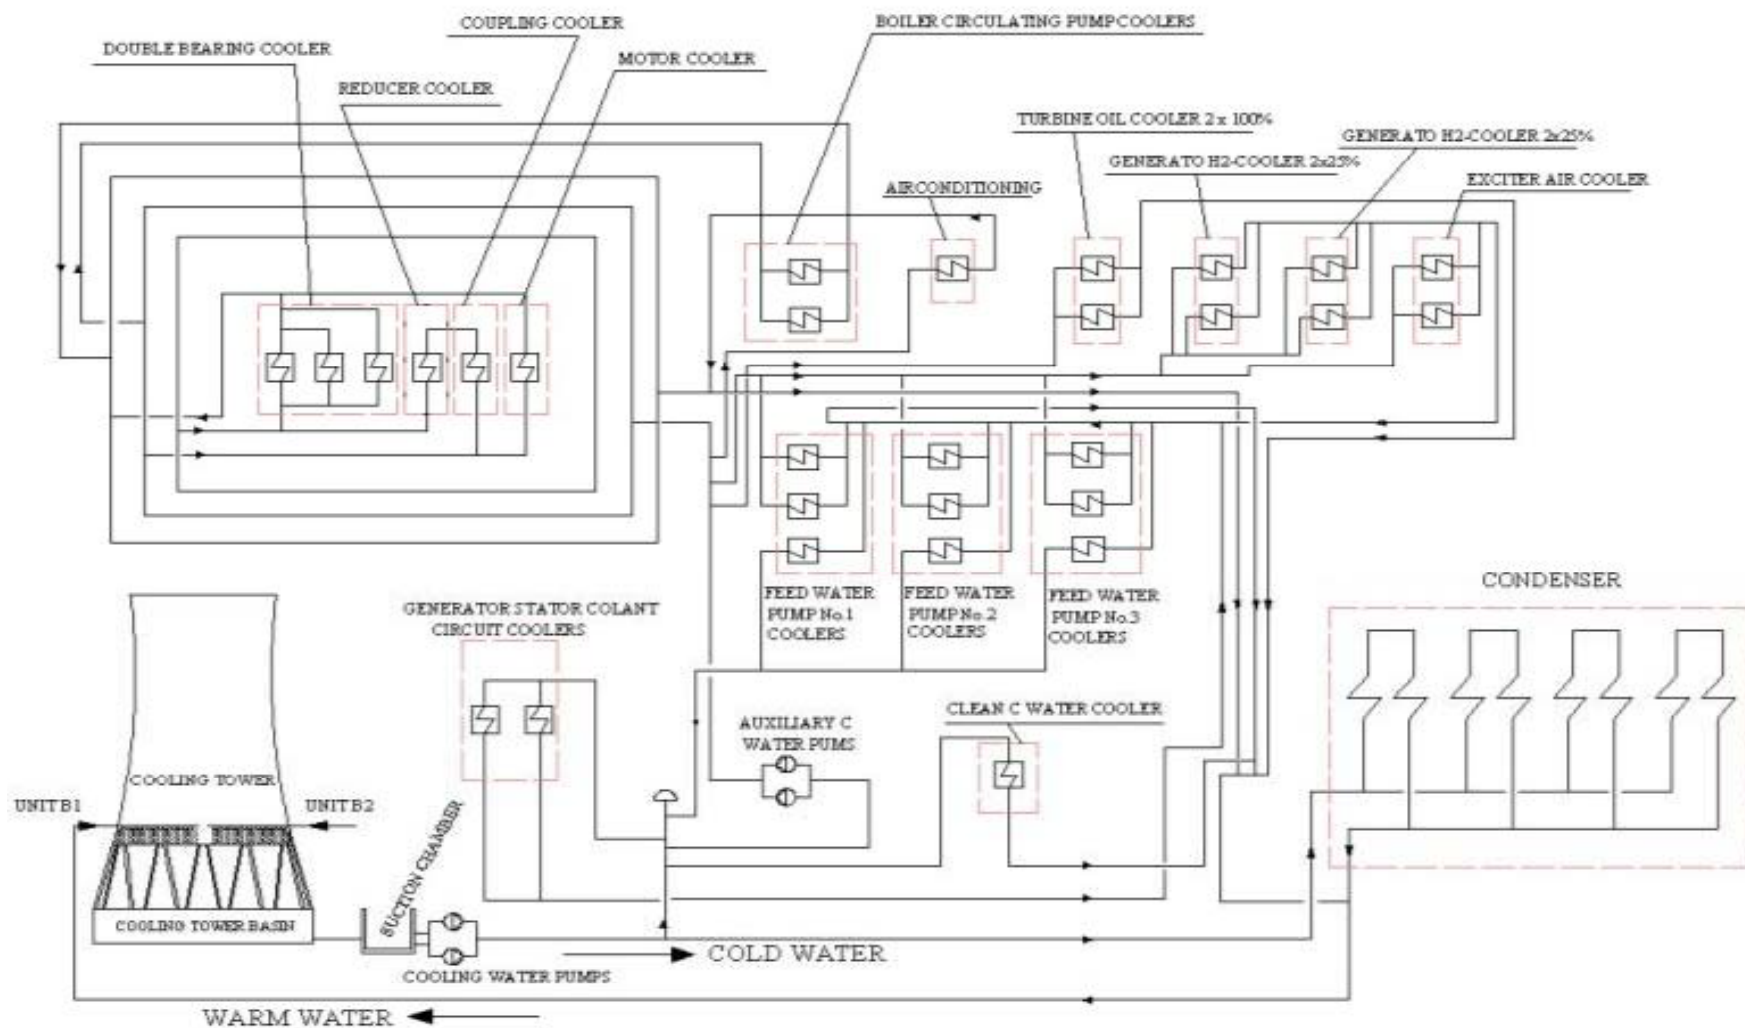 COUPLING COOLER
BOILER CIRCULATING PUMP COOLERS
DOUBLE BEARING COOLER
MOTOR COOLER
REDUCER COOLER
TURBINE OIL COOLER 2 x 100%
GENERATO H2-COOLER 2x25%
GENERATO H2-COOLER 2x25%
AIRCONDITIONING
EXCITER AIR COOLER
FEED WATER
PUMP No.1
COOLERS
FEED WATER
PUMP No.2
COOLERS
FEED WATER
PUMP No.3
COOLERS
CONDENSER
GENERATOR STATOR COLANT
CIRCUIT COOLERS
CLEAN C WATER COOLER
AUXILIARY C
WATER PUMS
COOLING TOWER
UNIT B1
UNIT B2
SUCTION CHAMBER
COOLING TOWER BASIN
COLD WATER
COOLING WATER PUMPS
WARM WATER